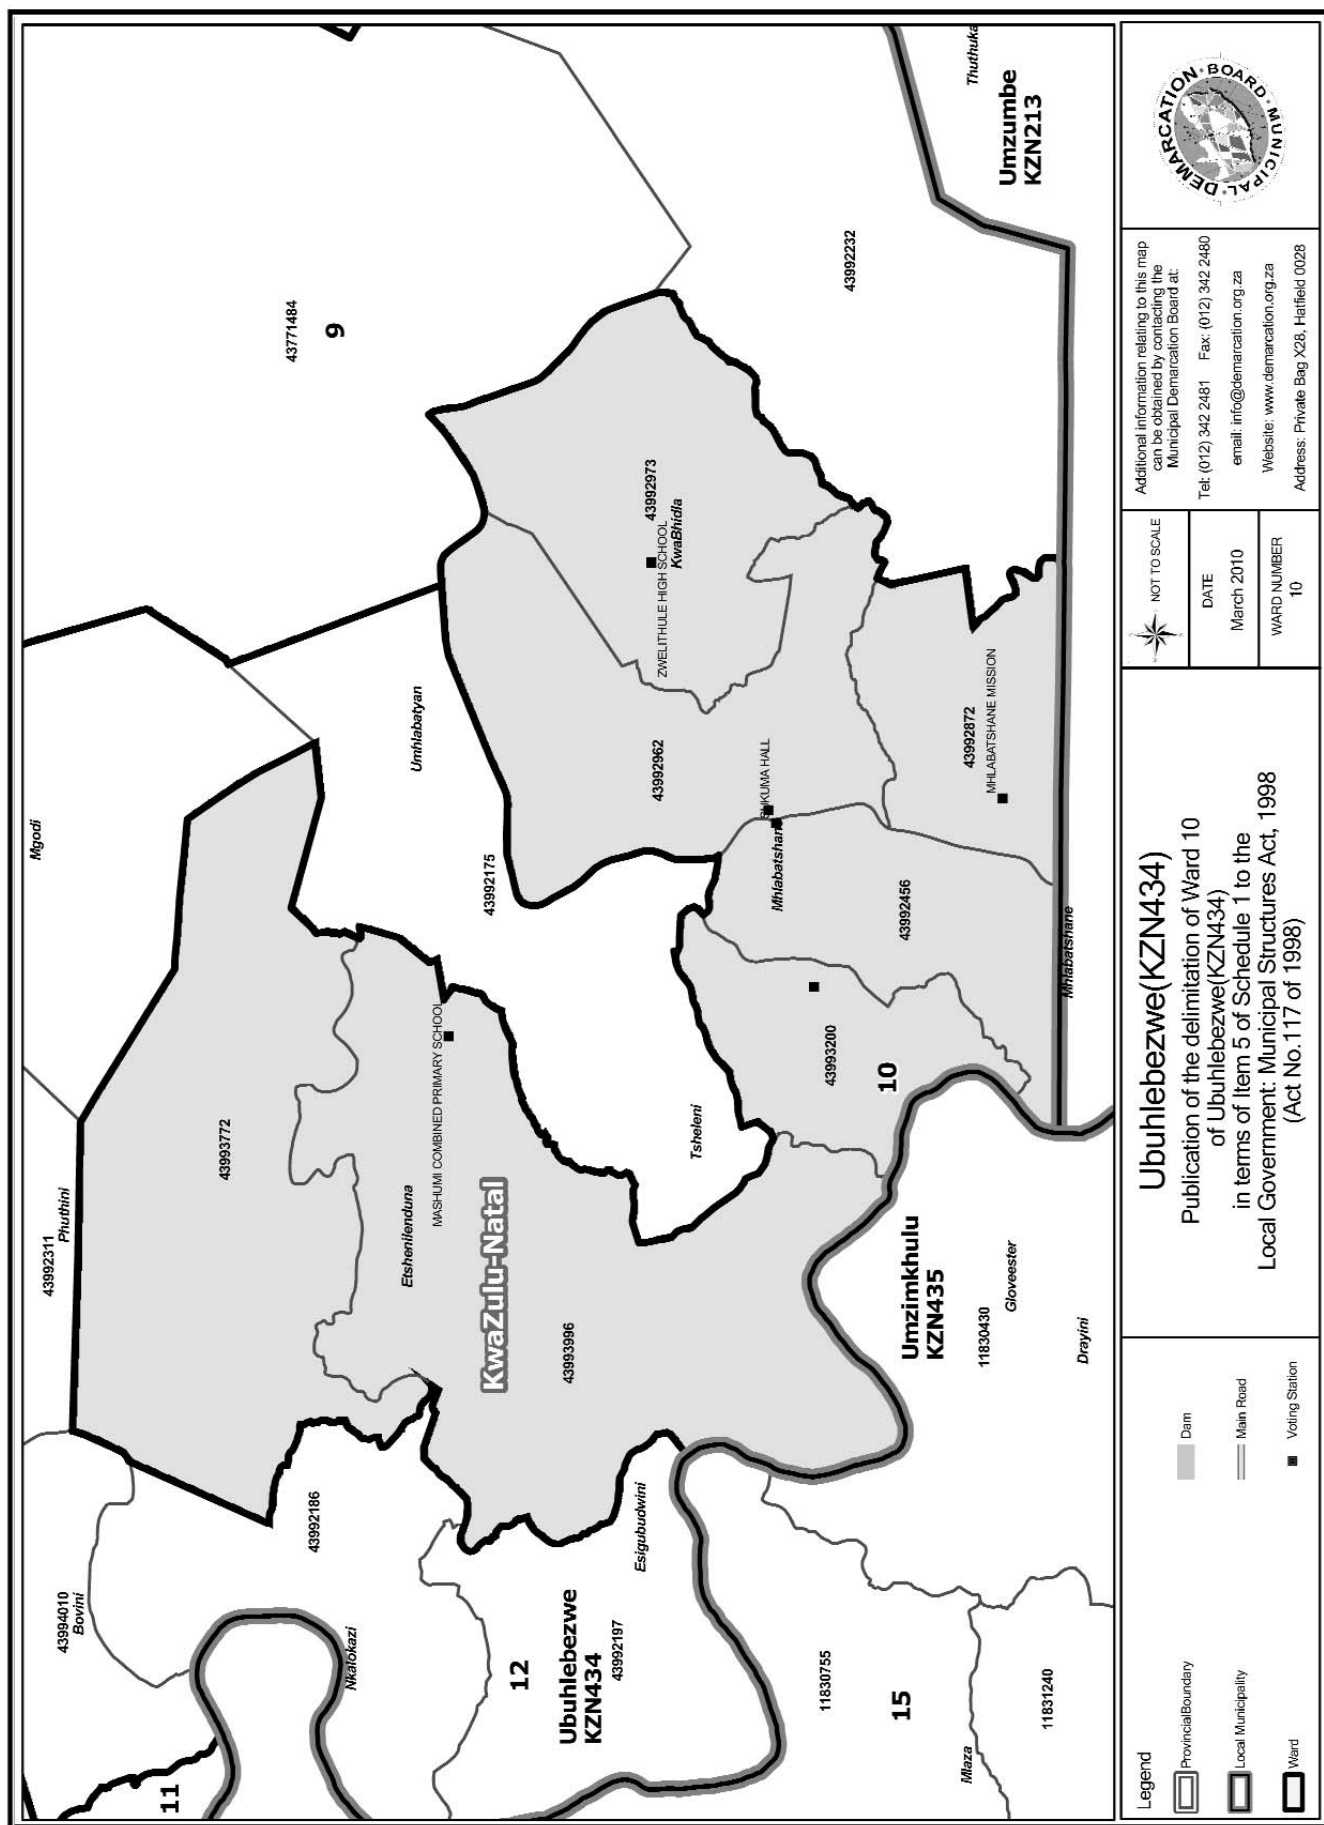 Mgodi
43992311
Phuthini
43994010
Bovini
11
43992186
Nkalokazi
12
Ubuhlebezwe
KZN434
43992197
Esigubudwini
43993772
Etshenilenduna
MASHUMI COMBINED PRIMARY SCHOOL
KwaZulu-Natal
43993996
Umhlabatyan
43992175
Tsheleni
43771484
9
43992973
ZWELITHULE HIGH SCHOOL
KwaBhidla
43992962
HALL
43992872
MHLABATSHANE MISSION
43992456
43993200
10
Mhlabatshane
43992232
Umzumbe
KZN213
Umzimkhulu
KZN435
11830430
Gloveester
Drayini
11830755
15
Mlaza
11831240
Legend
ProvincialBoundary
Local Municipality
Ward
Dam
Main Road
Voting Station
Ubuhlebezwe(KZN434)
Publication of the delimitation of Ward 10
of Ubuhlebezwe(KZN434)
in terms of Item 5 of Schedule 1 to the
Local Government: Municipal Structures Act, 1998
(Act No.117 of 1998)
NOT TO SCALE
DATE
March 2010
WARD NUMBER
10
Additional information relating to this map
can be obtained by contacting the
Municipal Demarcation Board at:
Tel: (012) 342 2481 Fax: (012) 342 2480
email: info@demarcation.org.za
Website: www.demarcation.org.za
Address: Private Bag X28, Hatfield 0028
MUNICIPAL DEMARCATION BOARD